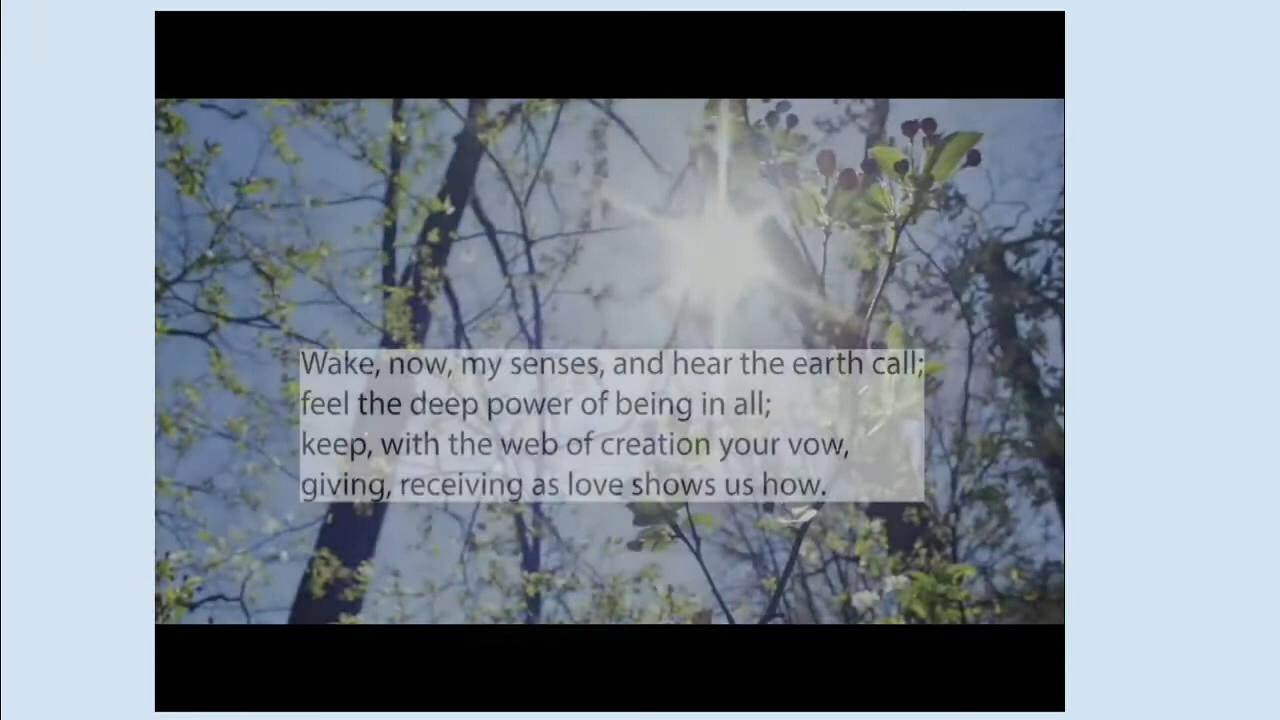 Wake, now, my senses, and hear the earth call;
feel the deep power of being in all;
keep, with the web of creation your vow,
giving, receiving as love shows us how.